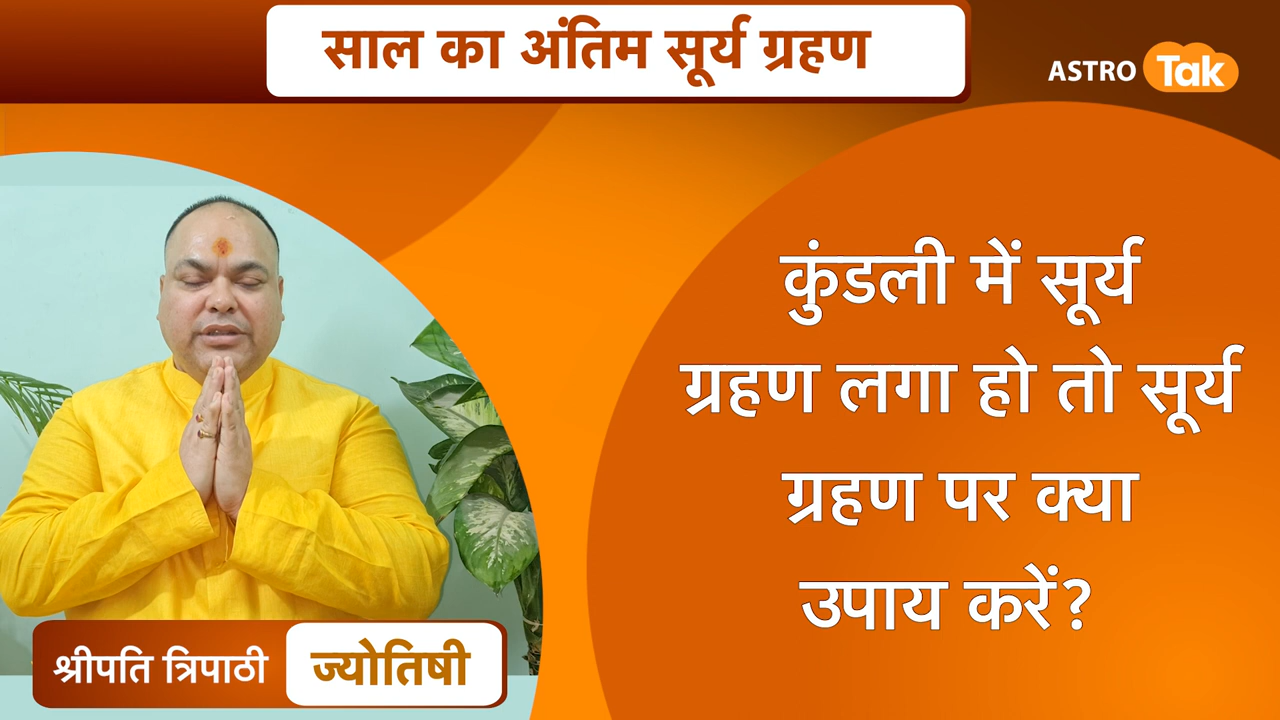 साल का अंतिम सूर्य ग्रहण
ASTRO Tak
कुंडली में सूर्य
ग्रहण लगा हो तो सूर्य
ग्रहण पर क्या
उपाय करें?
श्रीपति त्रिपाठी ज्योतिषी